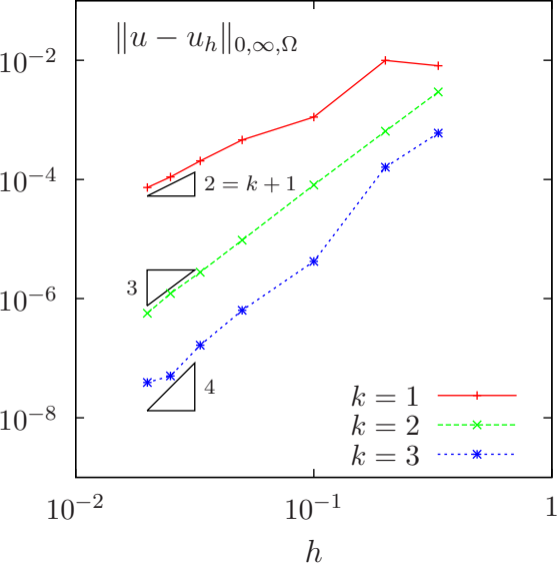 ‖u − uₕ‖₀,∞,Ω
10⁻²
10⁻⁴
10⁻⁶
10⁻⁸
2 = k + 1
3
4
k = 1
k = 2
k = 3
10⁻² 10⁻¹ 1
h